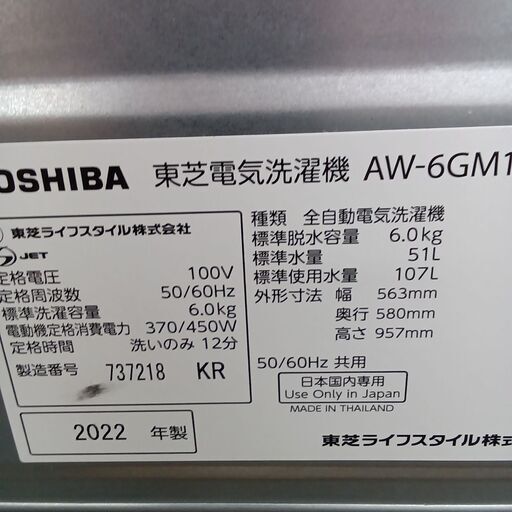 OSHIBA 東芝電気洗濯機 AW-6GM1
東芝ライフスタイル株式会社
JET
定格電圧 100V
定格周波数 50/60Hz
標準洗濯容量 6.0kg
電動機定格消費電力 370/450W
定格時間 洗いのみ 12分
製造番号 737218 KR
2022 年製
種類 全自動電気洗濯機
標準脱水容量 6.0kg
標準水量 51L
標準使用水量 107L
外形寸法 幅 563mm
奥行 580mm
高さ 957mm
50/60Hz 共用
日本国内専用
Use Only in Japan
MADE IN THAILAND
東芝ライフスタイル株式